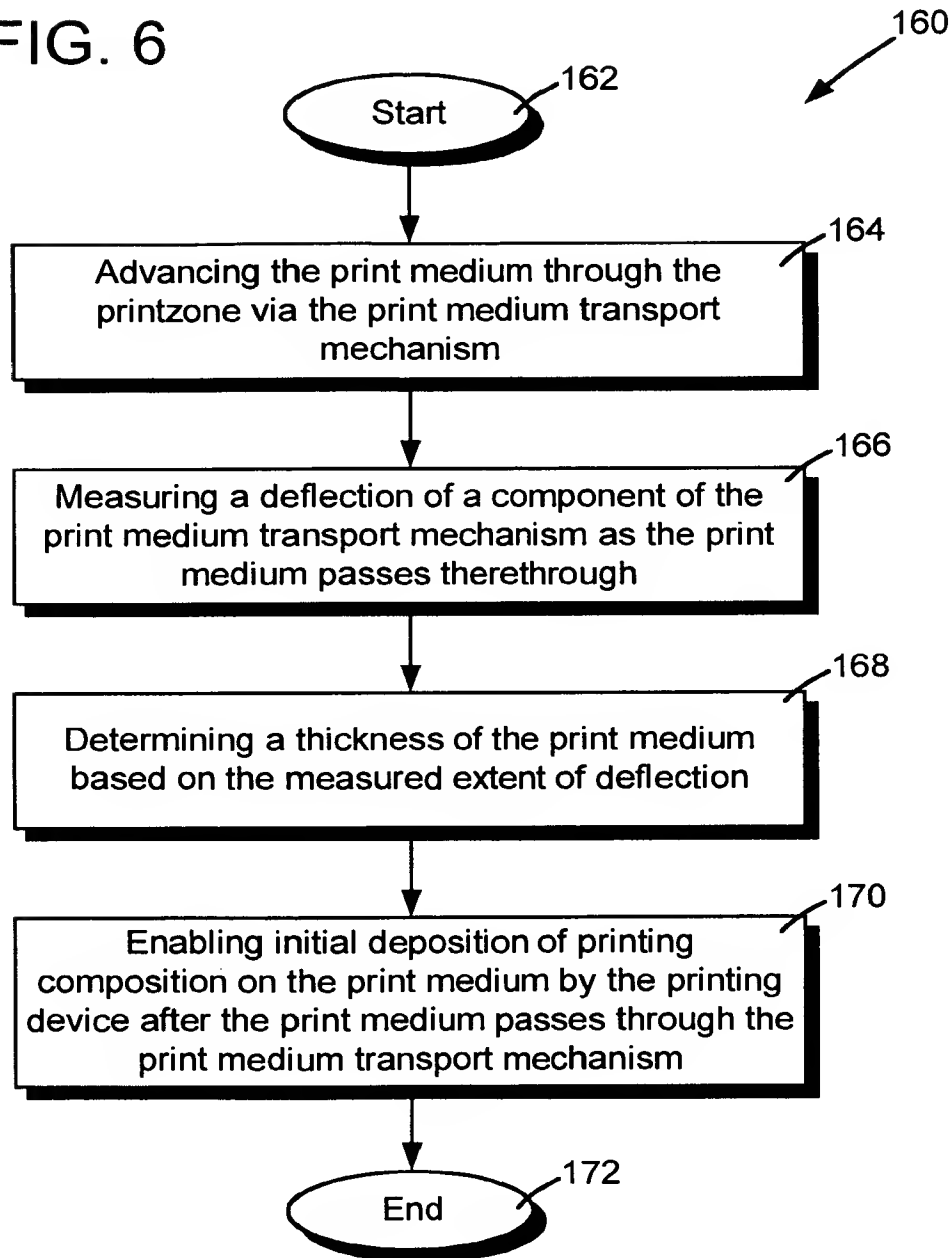 FIG. 6
160
Start
162
164
Advancing the print medium through the
printzone via the print medium transport
mechanism
166
Measuring a deflection of a component of the
print medium transport mechanism as the print
medium passes therethrough
168
Determining a thickness of the print medium
based on the measured extent of deflection
170
Enabling initial deposition of printing
composition on the print medium by the printing
device after the print medium passes through the
print medium transport mechanism
End
172